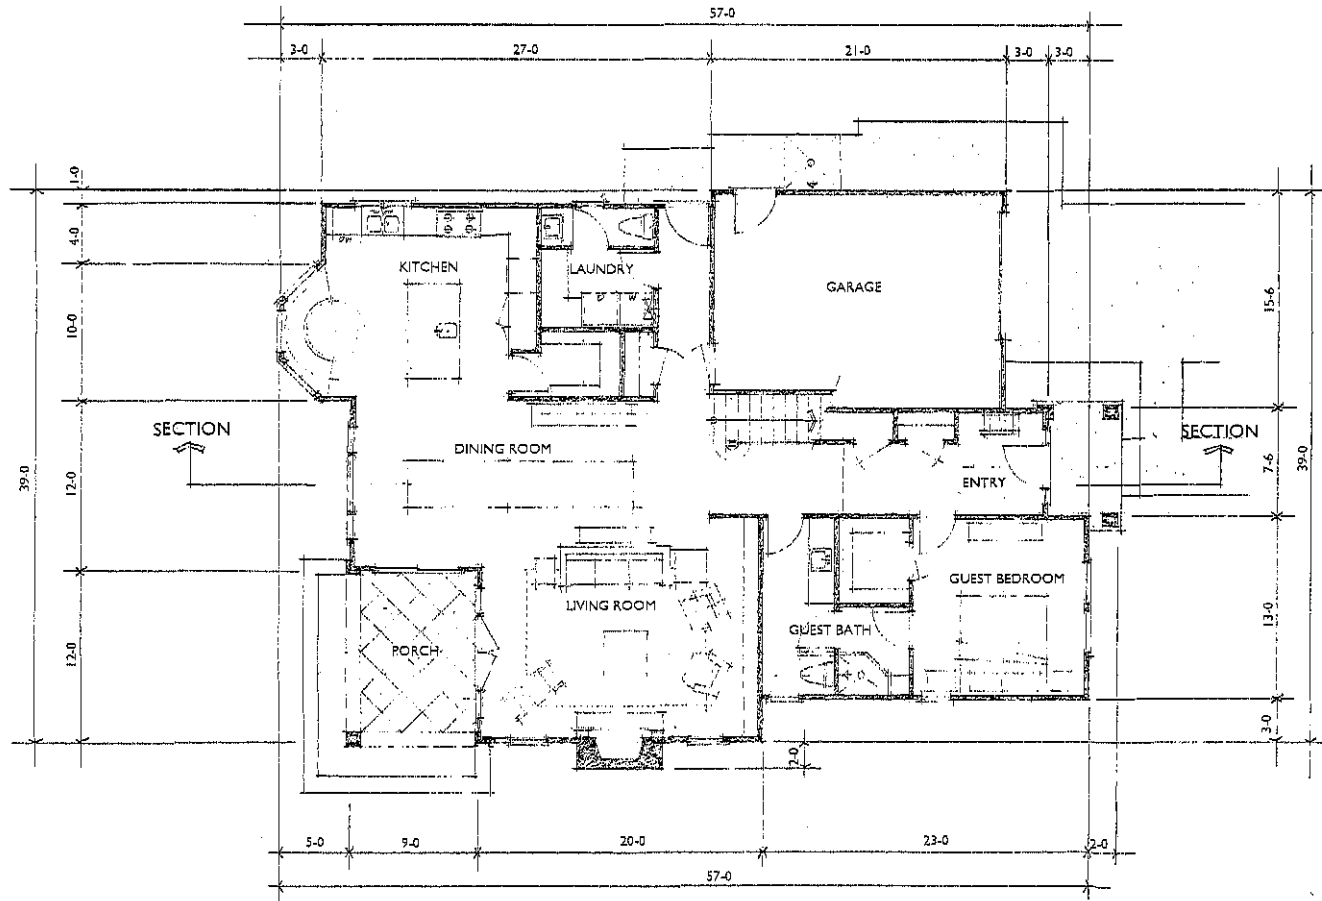 57-0
3-0 27-0 21-0 3-0 3-0
1-0
4-0
KITCHEN
LAUNDRY
D W
GARAGE
10-0
15-6
SECTION
DINING ROOM
SECTION
39-0
12-0
ENTRY
7-6
39-0
GUEST BEDROOM
LIVING ROOM
GUEST BATH
PORCH
12-0
13-0
3-0
2-0
5-0 9-0 20-0 23-0 2-0
57-0